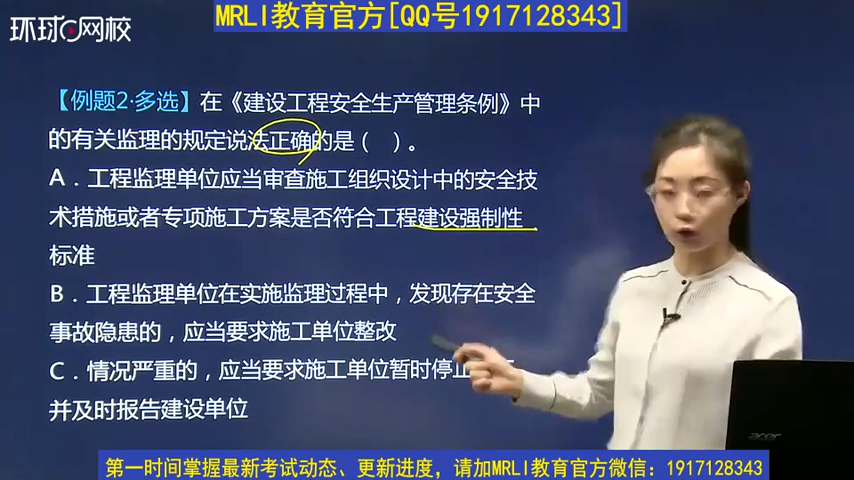 MRLI教育官方[QQ号1917128343]
环球网校
【例题2·多选】在《建设工程安全生产管理条例》中
的有关监理的规定说法正确的是（ ）。
A．工程监理单位应当审查施工组织设计中的安全技
术措施或者专项施工方案是否符合工程建设强制性
标准
B．工程监理单位在实施监理过程中，发现存在安全
事故隐患的，应当要求施工单位整改
C．情况严重的，应当要求施工单位暂时停止
并及时报告建设单位
acer
第一时间掌握最新考试动态、更新进度，请加MRLI教育官方微信：1917128343